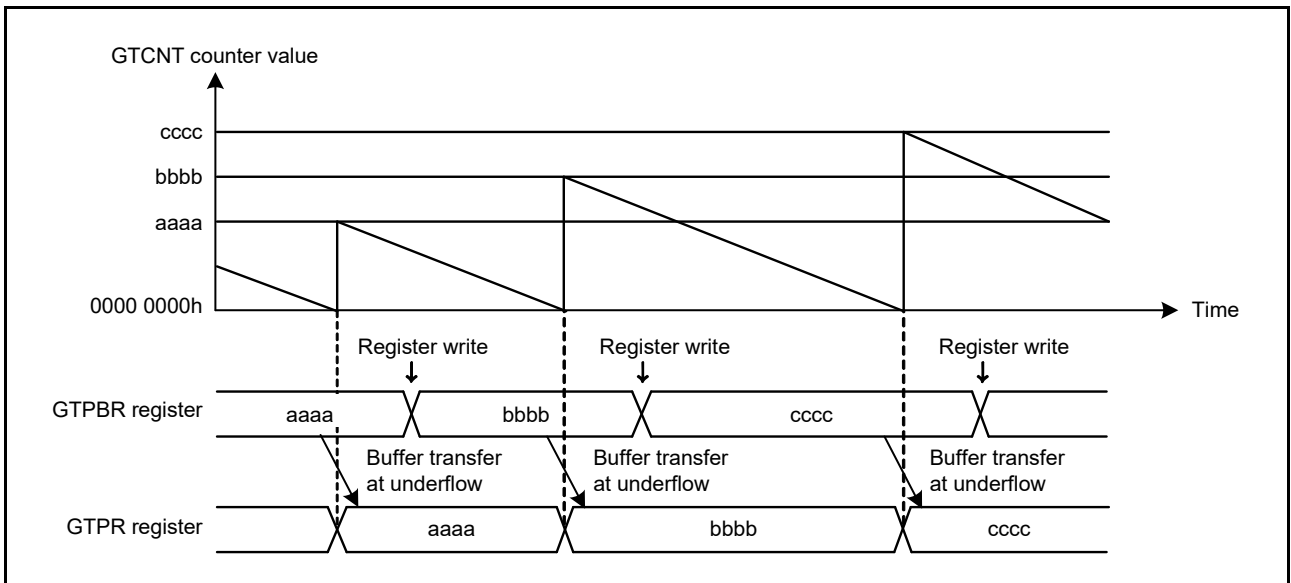 GTCNT counter value
cccc
bbbb
aaaa
0000 0000h
Time
Register write Register write Register write
GTPBR register aaaa bbbb cccc
Buffer transfer Buffer transfer Buffer transfer
at underflow at underflow at underflow
GTPR register aaaa bbbb cccc